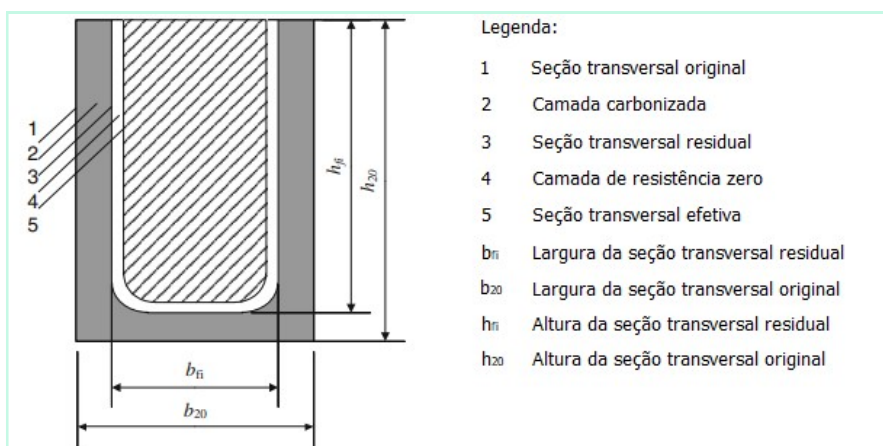 1
2
3
4
5
hfi
h20
bfi
b20
Legenda:
1 Seção transversal original
2 Camada carbonizada
3 Seção transversal residual
4 Camada de resistência zero
5 Seção transversal efetiva
bfi Largura da seção transversal residual
b20 Largura da seção transversal original
hfi Altura da seção transversal residual
h20 Altura da seção transversal original